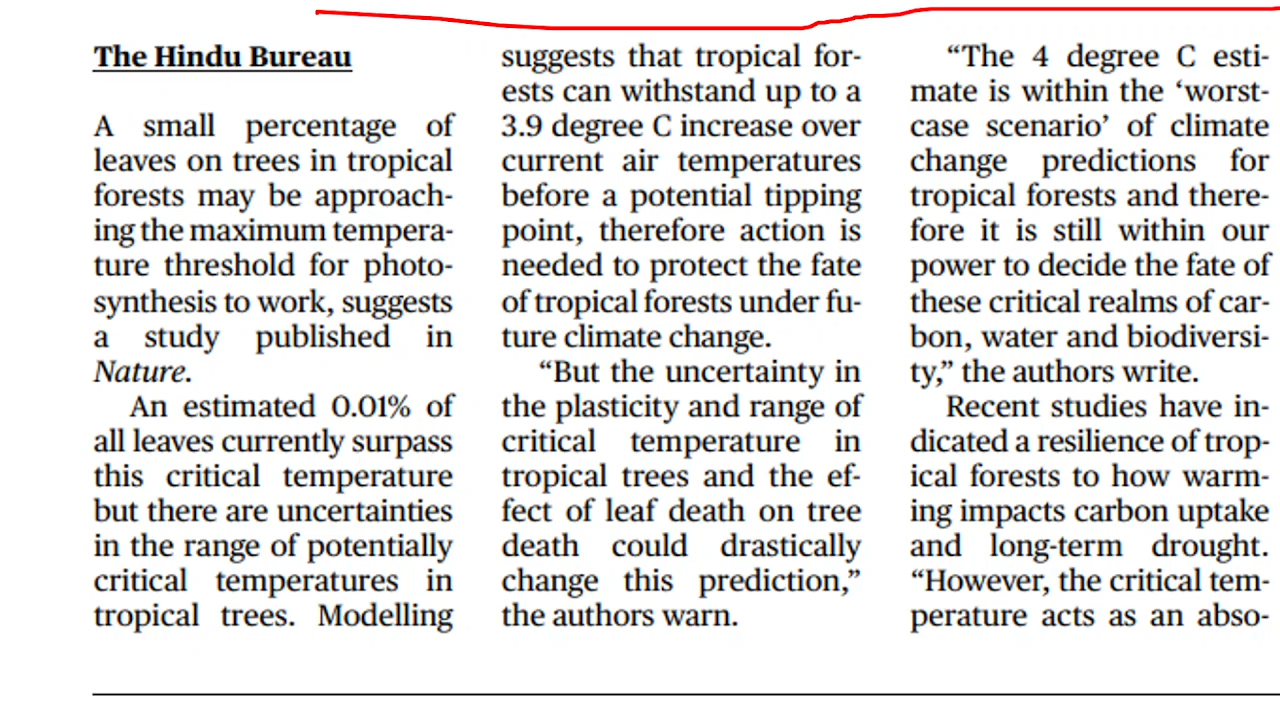 The Hindu Bureau
A small percentage of
leaves on trees in tropical
forests may be approach-
ing the maximum tempera-
ture threshold for photo-
synthesis to work, suggests
a study published in
Nature.
An estimated 0.01% of
all leaves currently surpass
this critical temperature
but there are uncertainties
in the range of potentially
critical temperatures in
tropical trees. Modelling
suggests that tropical for-
ests can withstand up to a
3.9 degree C increase over
current air temperatures
before a potential tipping
point, therefore action is
needed to protect the fate
of tropical forests under fu-
ture climate change.
“But the uncertainty in
the plasticity and range of
critical temperature in
tropical trees and the ef-
fect of leaf death on tree
death could drastically
change this prediction,”
the authors warn.
“The 4 degree C esti-
mate is within the ‘worst-
case scenario’ of climate
change predictions for
tropical forests and there-
fore it is still within our
power to decide the fate of
these critical realms of car-
bon, water and biodiversi-
ty,” the authors write.
Recent studies have in-
dicated a resilience of trop-
ical forests to how warm-
ing impacts carbon uptake
and long-term drought.
“However, the critical tem-
perature acts as an abso-